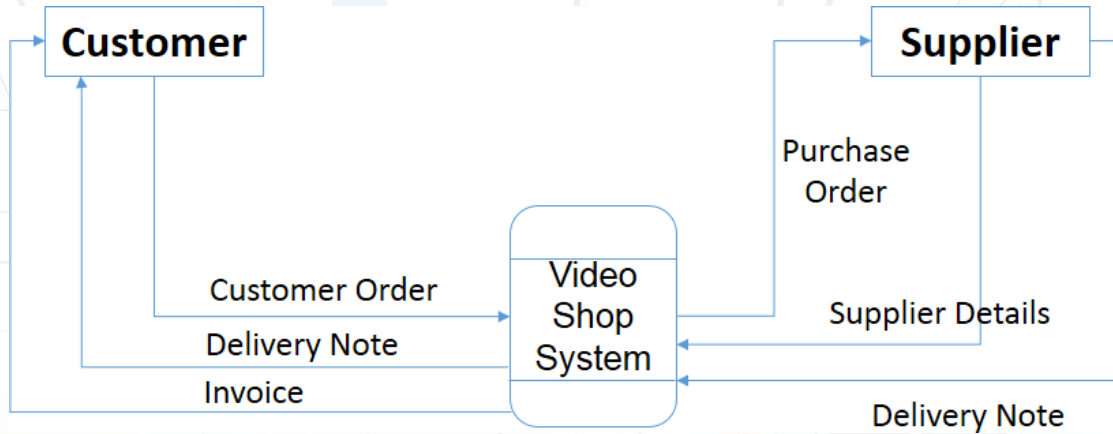 Customer
Supplier
Purchase
Order
Video
Shop
System
Customer Order
Supplier Details
Delivery Note
Invoice
Delivery Note